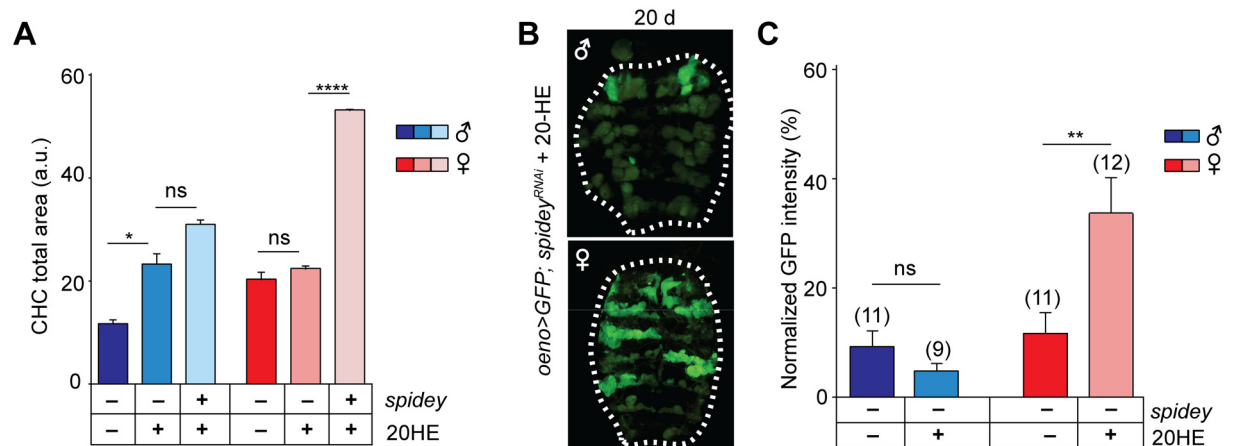 A
CHC total area (a.u.)
60
40
20
0
*
ns
ns
****
♂
♀
– – + – – + spidey
– + + – + + 20HE
B
20 d
oeno>GFP; spidey^RNAi + 20-HE
♂
♀
C
Normalized GFP intensity (%)
60
40
20
0
(11)
ns
(9)
(11)
**
(12)
♂
♀
– – – – spidey
– + – + 20HE